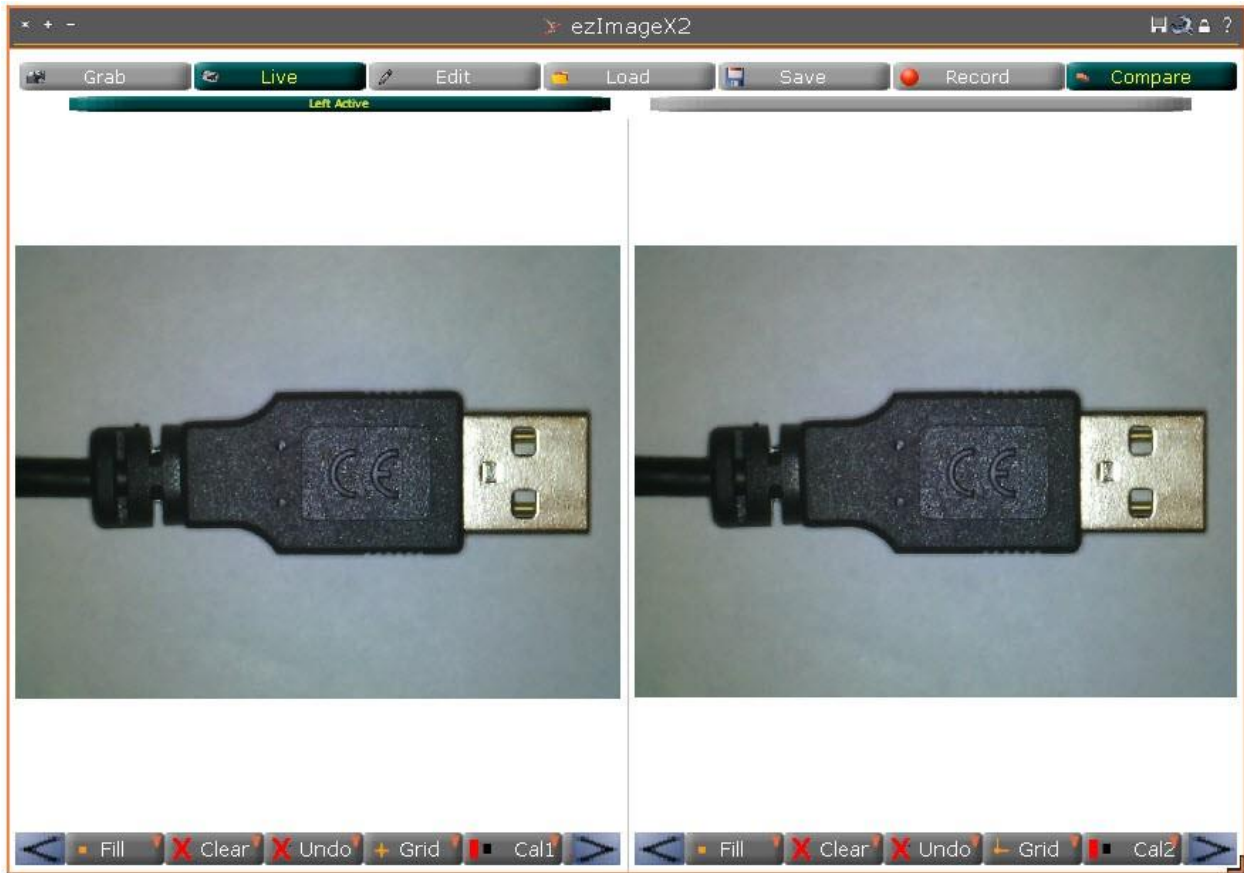 ezImageX2 ?
Grab Live Edit Load Save Record Compare
Left Active
CE CE
Fill Clear Undo Grid Cal1 Fill Clear Undo Grid Cal2